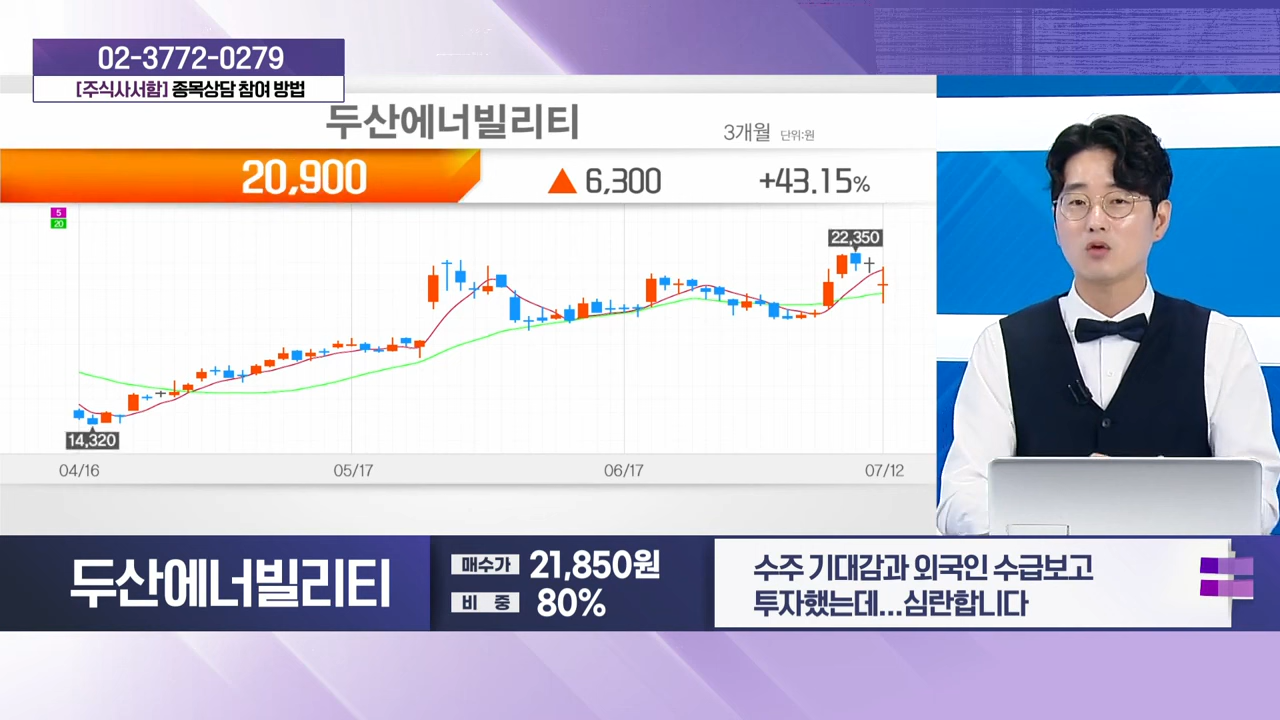 02-3772-0279
[주식사서함] 종목상담 참여 방법
두산에너빌리티
3개월 단위:원
20,900 ▲ 6,300 +43.15%
5
20
22,350
14,320
04/16 05/17 06/17 07/12
두산에너빌리티
매수가 21,850원
비 중 80%
수주 기대감과 외국인 수급보고
투자했는데...심란합니다